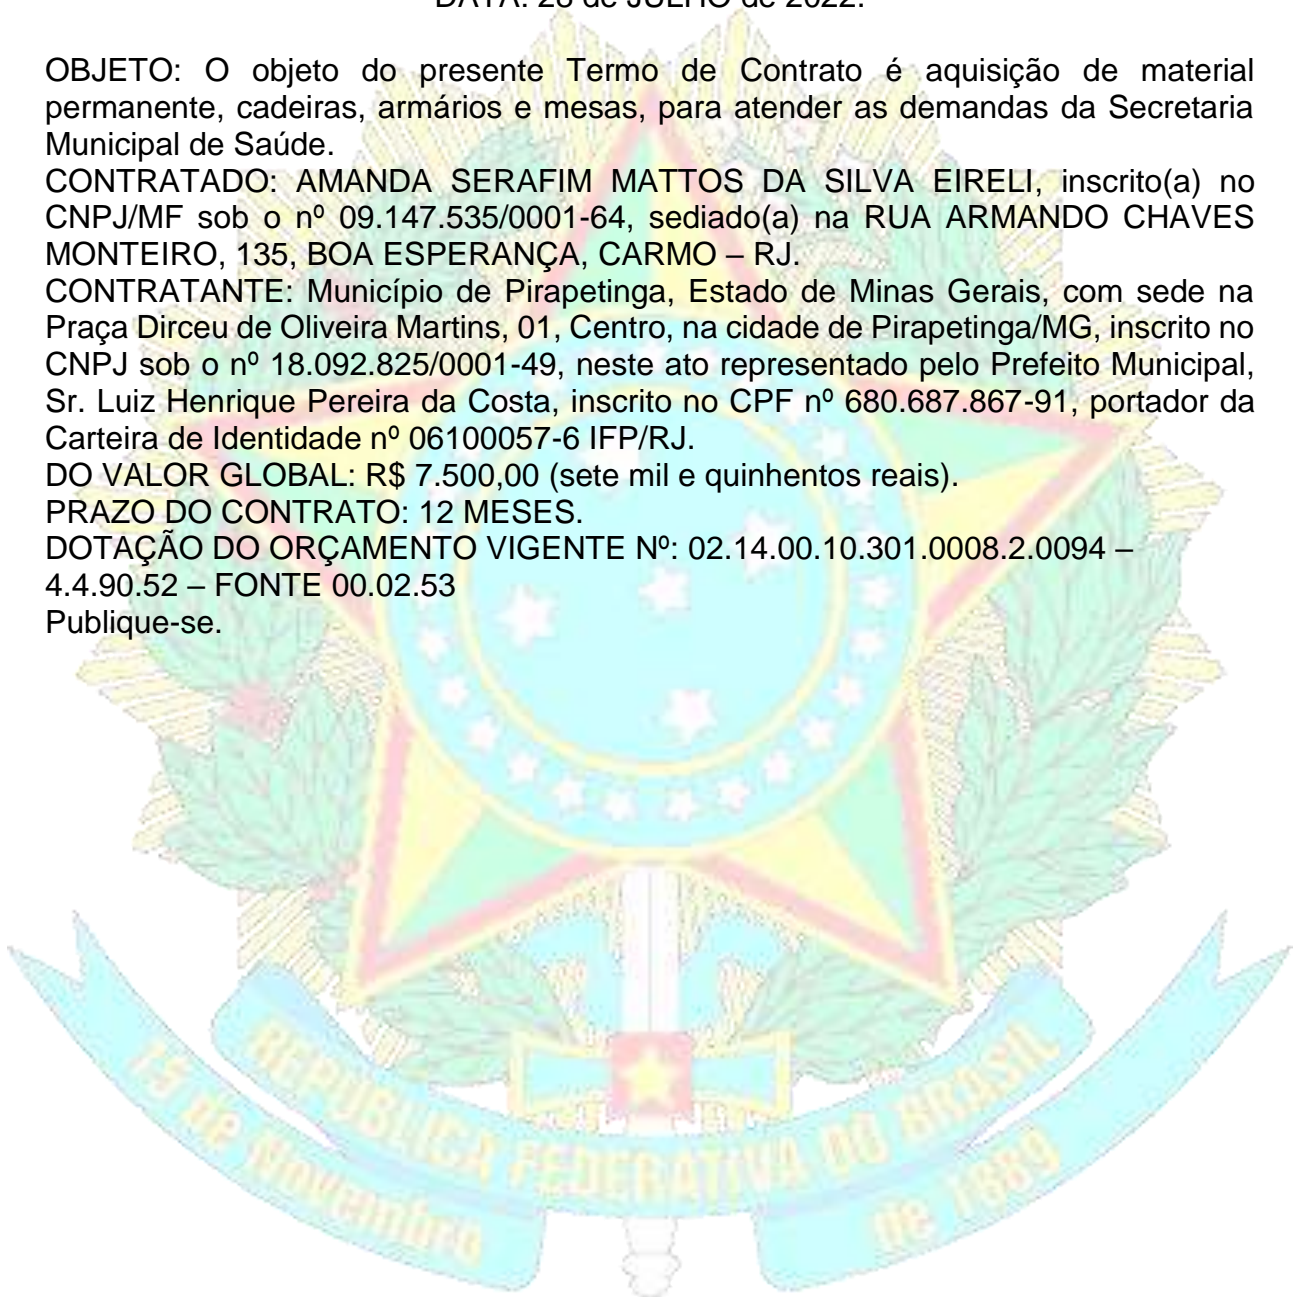 DATA: 28 de JULHO de 2022.
OBJETO: O objeto do presente Termo de Contrato é aquisição de material
permanente, cadeiras, armários e mesas, para atender as demandas da Secretaria
Municipal de Saúde.
CONTRATADO: AMANDA SERAFIM MATTOS DA SILVA EIRELI, inscrito(a) no
CNPJ/MF sob o nº 09.147.535/0001-64, sediado(a) na RUA ARMANDO CHAVES
MONTEIRO, 135, BOA ESPERANÇA, CARMO – RJ.
CONTRATANTE: Município de Pirapetinga, Estado de Minas Gerais, com sede na
Praça Dirceu de Oliveira Martins, 01, Centro, na cidade de Pirapetinga/MG, inscrito no
CNPJ sob o nº 18.092.825/0001-49, neste ato representado pelo Prefeito Municipal,
Sr. Luiz Henrique Pereira da Costa, inscrito no CPF nº 680.687.867-91, portador da
Carteira de Identidade nº 06100057-6 IFP/RJ.
DO VALOR GLOBAL: R$ 7.500,00 (sete mil e quinhentos reais).
PRAZO DO CONTRATO: 12 MESES.
DOTAÇÃO DO ORÇAMENTO VIGENTE Nº: 02.14.00.10.301.0008.2.0094 –
4.4.90.52 – FONTE 00.02.53
Publique-se.
REPÚBLICA FEDERATIVA DO BRASIL
15 de Novembro de 1889